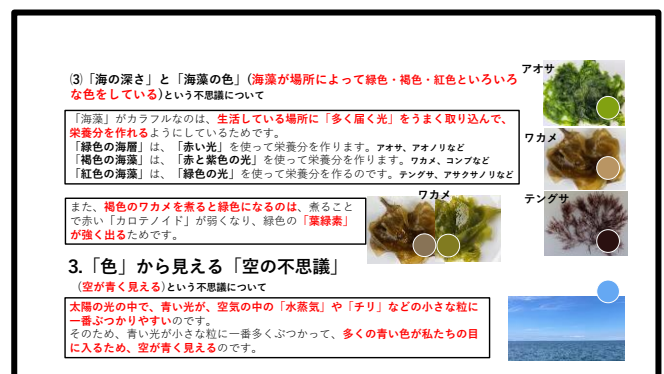 ⑶「海の深さ」と「海藻の色」(海藻が場所によって緑色・褐色・紅色といろいろ
な色をしている)という不思議について
アオサ
「海藻」がカラフルなのは、生活している場所に「多く届く光」をうまく取り込んで、
栄養分を作れるようにしているためです。
「緑色の海層」は、「赤い光」を使って栄養分を作ります。アオサ、アオノリなど
「褐色の海藻」は、「赤と紫色の光」を使って栄養分を作ります。ワカメ、コンブなど
「紅色の海藻」は、「緑色の光」を使って栄養分を作るのです。テングサ、アサクサノリなど
ワカメ
テングサ
ワカメ
また、褐色のワカメを煮ると緑色になるのは、煮ること
で赤い「カロテノイド」が弱くなり、緑色の「葉緑素」
が強く出るためです。
3.「色」から見える「空の不思議」
(空が青く見える)という不思議について
太陽の光の中で、青い光が、空気の中の「水蒸気」や「チリ」などの小さな粒に
一番ぶつかりやすいのです。
そのため、青い光が小さな粒に一番多くぶつかって、多くの青い色が私たちの目
に入るため、空が青く見えるのです。